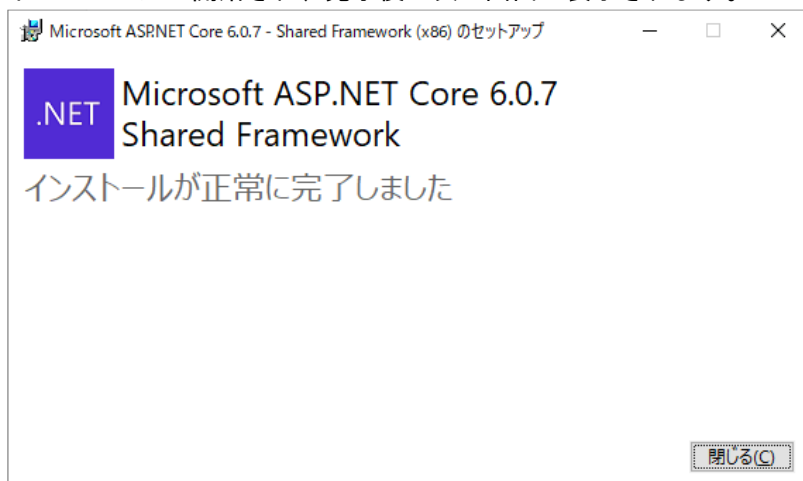 Microsoft ASP.NET Core 6.0.7 - Shared Framework (x86) のセットアップ
.NET
Microsoft ASP.NET Core 6.0.7
Shared Framework
インストールが正常に完了しました
閉じる(C)